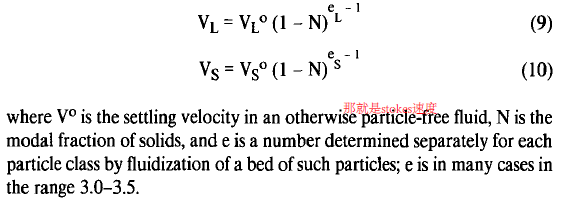 V_L = V_L° (1 – N)^{e_L – 1} (9)
V_S = V_S° (1 – N)^{e_S – 1} (10)
那就是stokes速度
where V° is the settling velocity in an otherwise particle-free fluid, N is the
modal fraction of solids, and e is a number determined separately for each
particle class by fluidization of a bed of such particles; e is in many cases in
the range 3.0–3.5.